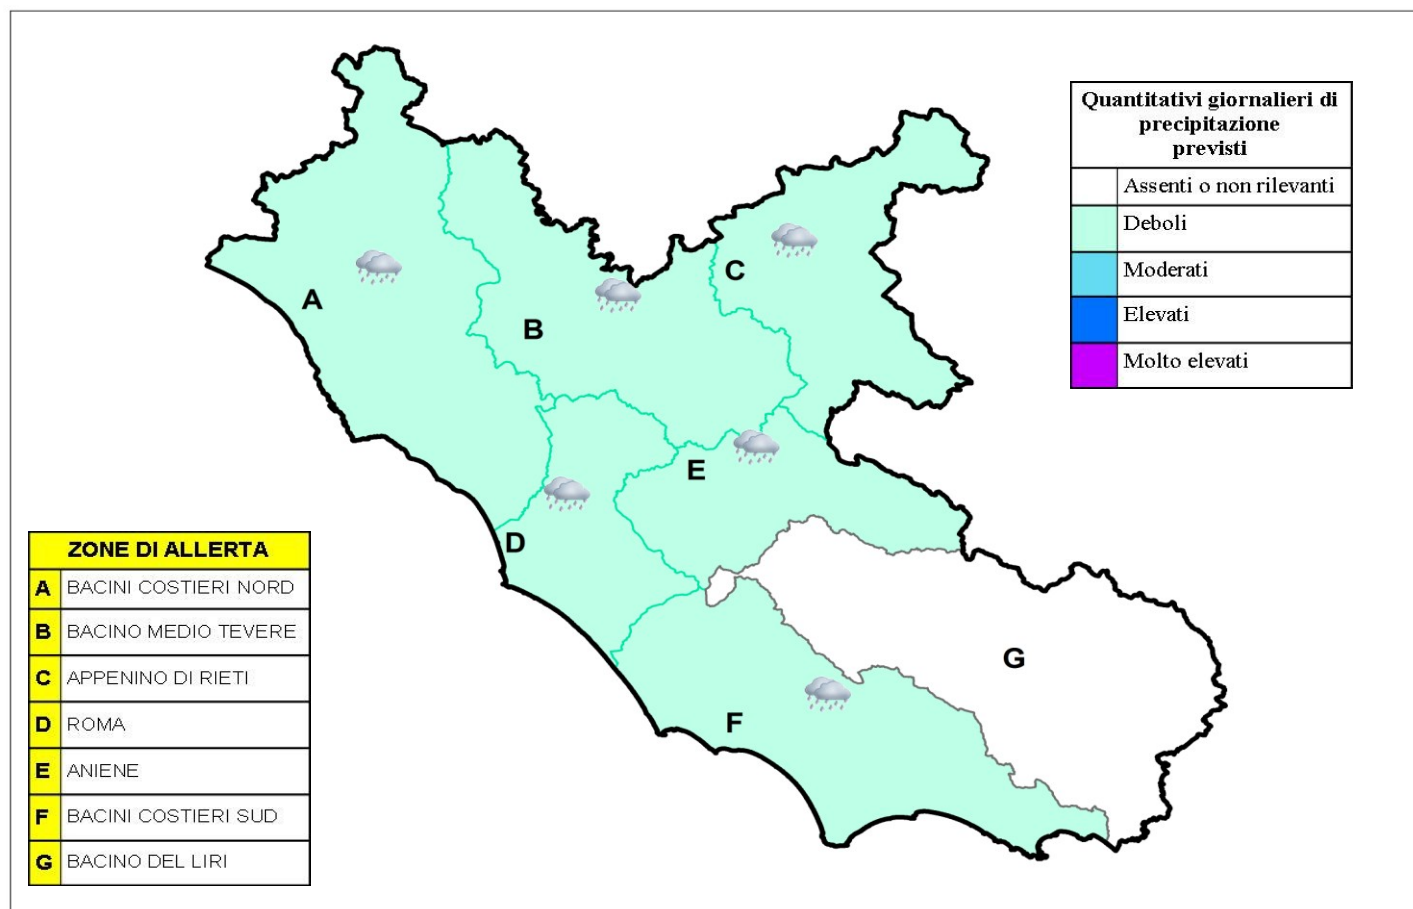 Quantitativi giornalieri di
precipitazione
previsti
Assenti o non rilevanti
Deboli
Moderati
Elevati
Molto elevati
A
B
C
E
D
G
F
ZONE DI ALLERTA
A BACINI COSTIERI NORD
B BACINO MEDIO TEVERE
C APPENINO DI RIETI
D ROMA
E ANIENE
F BACINI COSTIERI SUD
G BACINO DEL LIRI